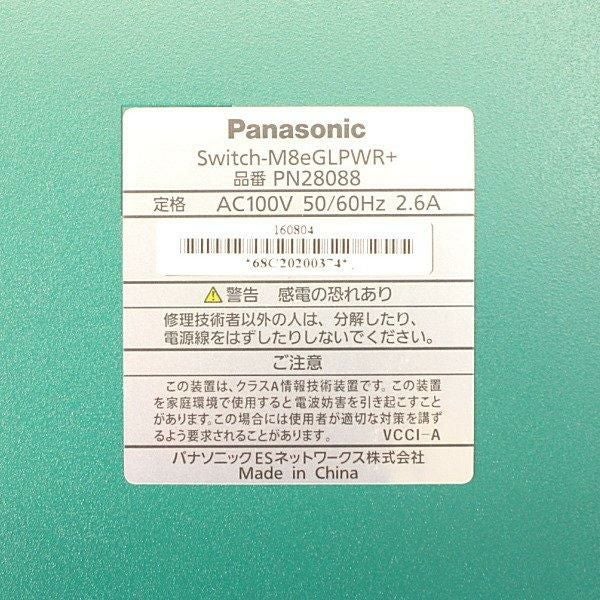 Panasonic
Switch-M8eGLPWR+
品番 PN28088
定格 AC100V 50/60Hz 2.6A
160804
*68C20200374*
⚠警告 感電の恐れあり
修理技術者以外の人は、分解したり、
電源線をはずしたりしないでください。
ご注意
この装置は、クラスA情報技術装置です。この装置
を家庭環境で使用すると電波妨害を引き起こすこと
があります。この場合には使用者が適切な対策を講ず
るよう要求されることがあります。 VCCI-A
パナソニックESネットワークス株式会社
Made in China